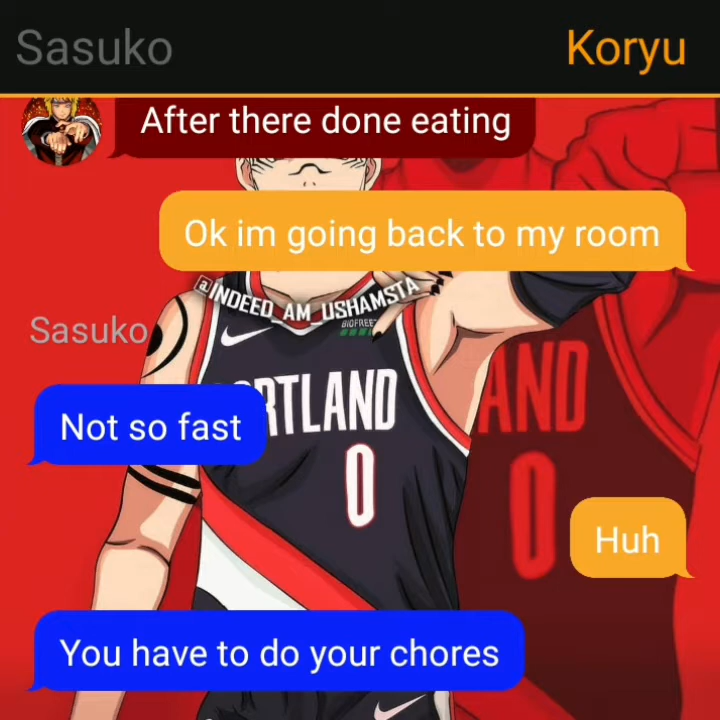 Sasuko
Koryu
After there done eating
Ok im going back to my room
@INDEED_AM_USHAMSTA
BIOFREEZE
Sasuko
RTLAND
AND
Not so fast
0
0
Huh
You have to do your chores